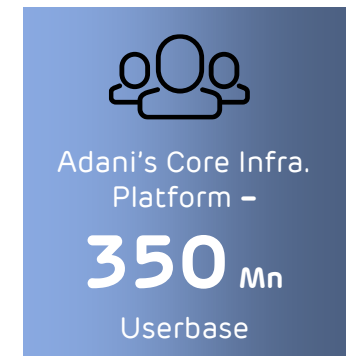 Adani's Core Infra.
Platform –
350 Mn
Userbase